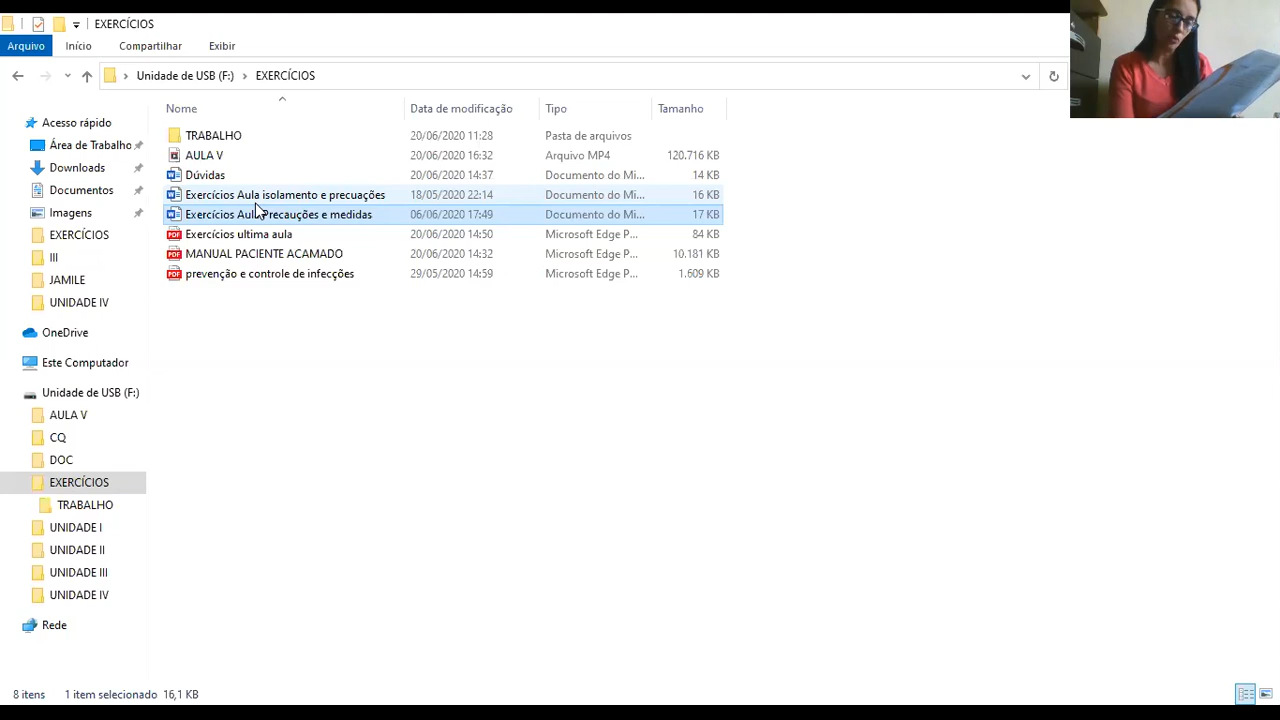 EXERCÍCIOS
Arquivo Início Compartilhar Exibir
Unidade de USB (F:) EXERCÍCIOS
Nome Data de modificação Tipo Tamanho
TRABALHO 20/06/2020 11:28 Pasta de arquivos
AULA V 20/06/2020 16:32 Arquivo MP4 120.716 KB
Dúvidas 20/06/2020 14:37 Documento do Mi... 14 KB
Exercícios Aula isolamento e precuações 18/05/2020 22:14 Documento do Mi... 16 KB
Exercícios Aula Precauções e medidas 06/06/2020 17:49 Documento do Mi... 17 KB
Exercícios ultima aula 20/06/2020 14:50 Microsoft Edge P... 84 KB
MANUAL PACIENTE ACAMADO 20/06/2020 14:32 Microsoft Edge P... 10.181 KB
prevenção e controle de infecções 29/05/2020 14:59 Microsoft Edge P... 1.609 KB
Acesso rápido
Área de Trabalho
Downloads
Documentos
Imagens
EXERCÍCIOS
III
JAMILE
UNIDADE IV
OneDrive
Este Computador
Unidade de USB (F:)
AULA V
CQ
DOC
EXERCÍCIOS
TRABALHO
UNIDADE I
UNIDADE II
UNIDADE III
UNIDADE IV
Rede
8 itens 1 item selecionado 16,1 KB